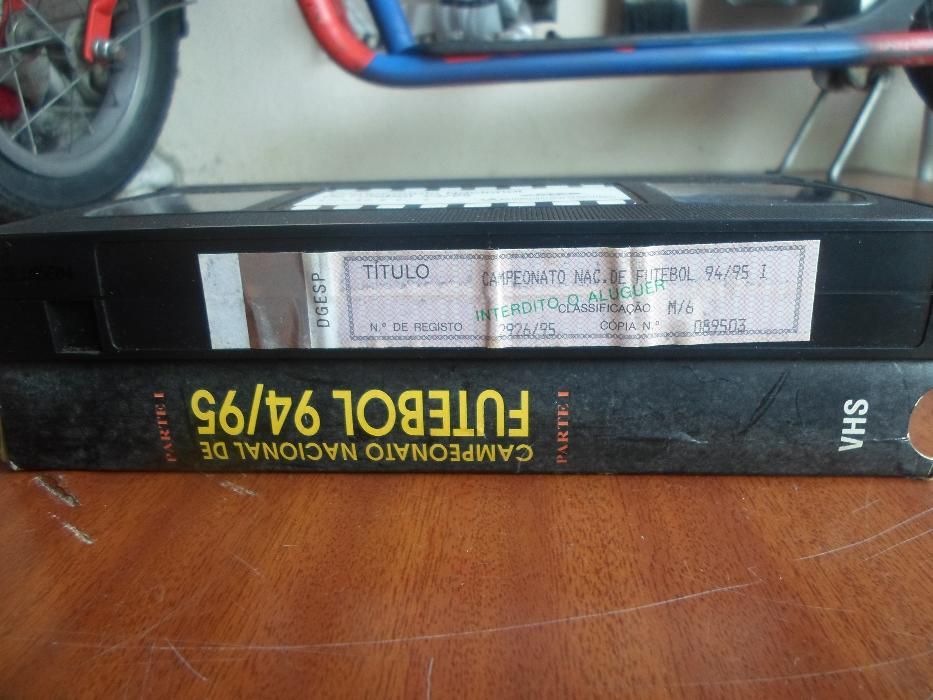 DGESP
TÍTULO CAMPEONATO NAC.DE FUTEBOL 94/95 I
INTERDITO O ALUGUER
CLASSIFICAÇÃO M/6
N.º DE REGISTO 2926/95 CÓPIA N.º 089503
PARTE I
CAMPEONATO NACIONAL DE
FUTEBOL 94/95
PARTE I
VHS